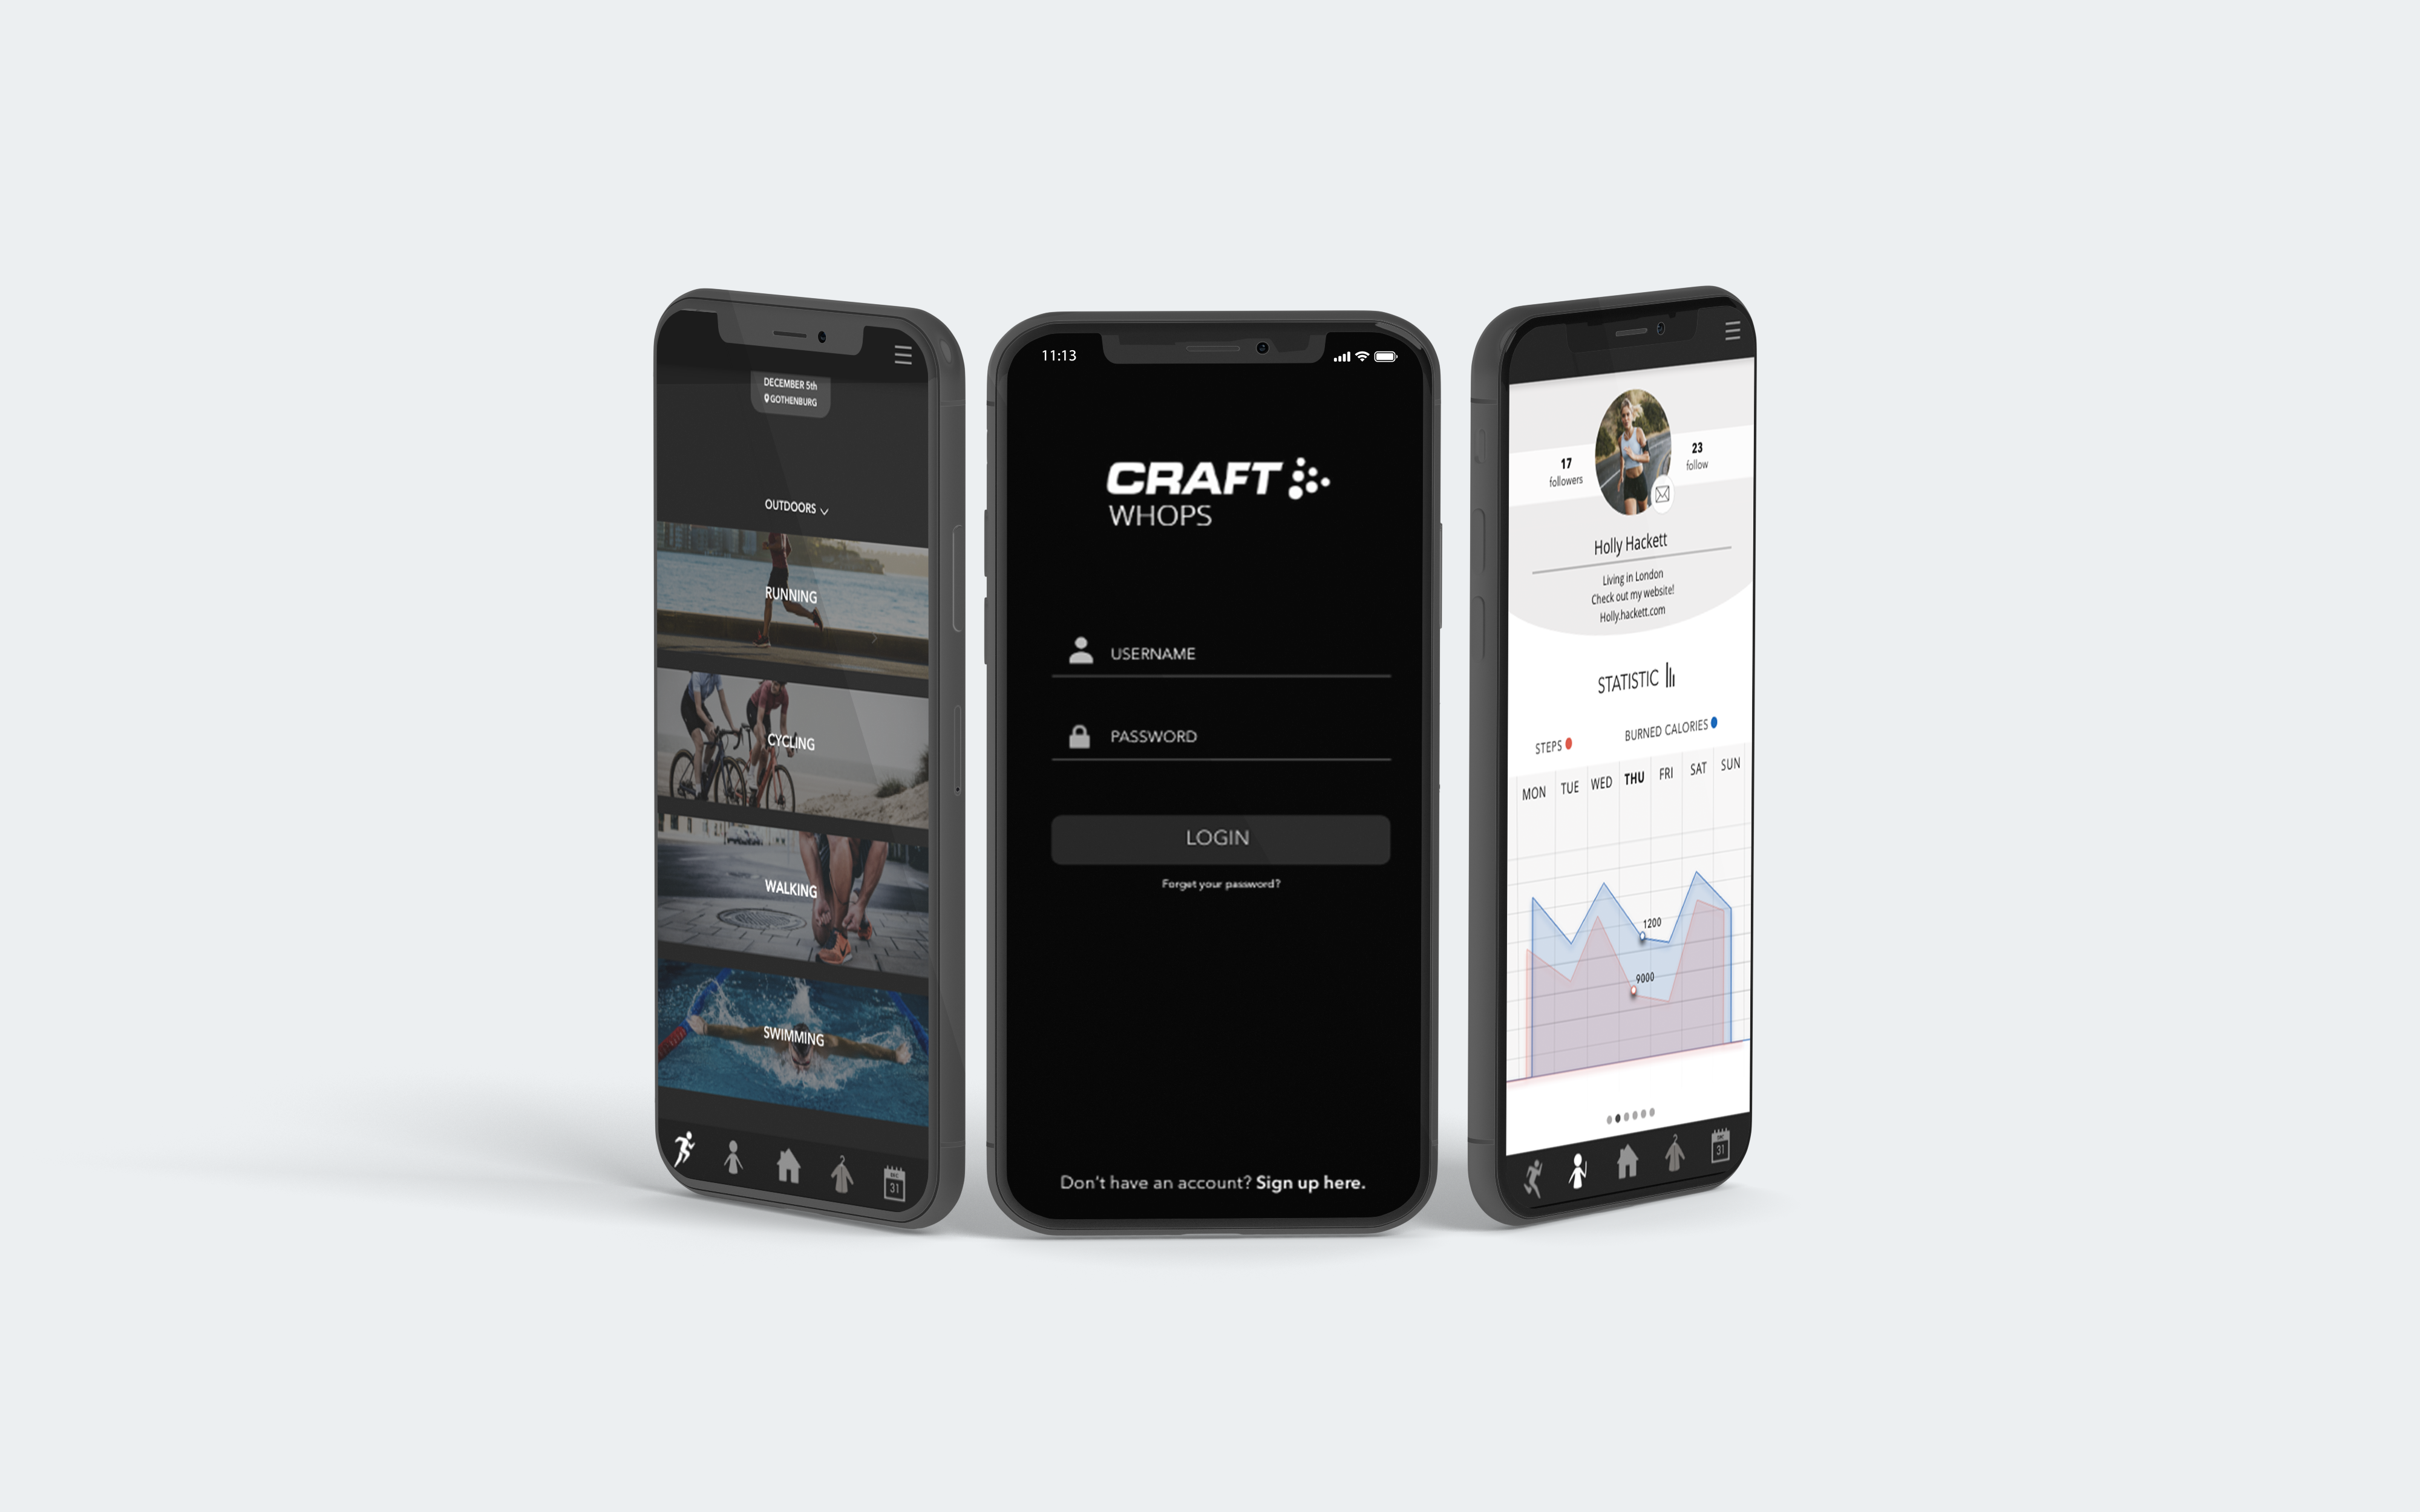 DECEMBER 5th
GOTHENBURG
OUTDOORS
RUNNING
CYCLING
WALKING
SWIMMING
31
11:13
CRAFT
WHOPS
USERNAME
PASSWORD
LOGIN
Forget your password?
Don't have an account? Sign up here.
17
followers
23
follow
Holly Hackett
Living in London
Check out my website!
Holly.hackett.com
STATISTIC
STEPS
BURNED CALORIES
MON TUE WED THU FRI SAT SUN
1200
9000
31